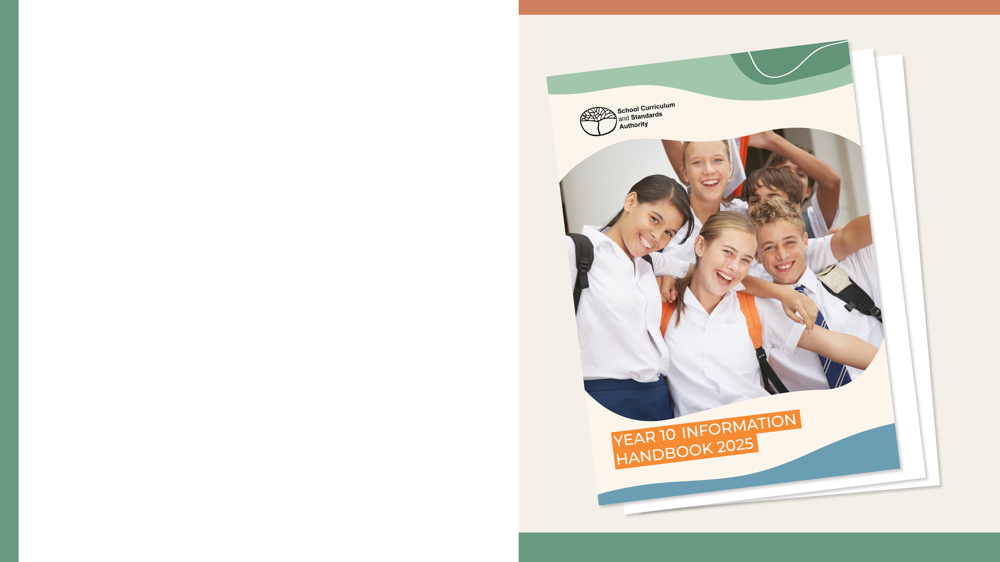 School Curriculum
and Standards
Authority
YEAR 10 INFORMATION
HANDBOOK 2025